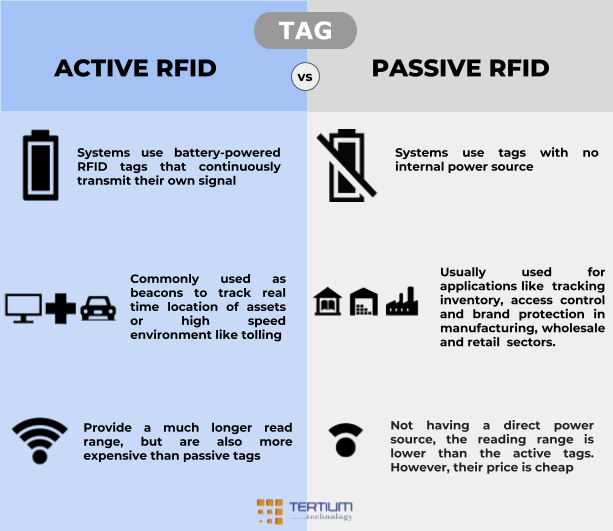 TAG
ACTIVE RFID
vs
PASSIVE RFID
Systems use battery-powered
RFID tags that continuously
transmit their own signal
Systems use tags with no
internal power source
Commonly used as
beacons to track real
time location of assets
or high speed
environment like tolling
Usually used for
applications like tracking
inventory, access control
and brand protection in
manufacturing, wholesale
and retail sectors.
Provide a much longer read
range, but are also more
expensive than passive tags
Not having a direct power
source, the reading range is
lower than the active tags.
However, their price is cheap
TERTIUM
technology